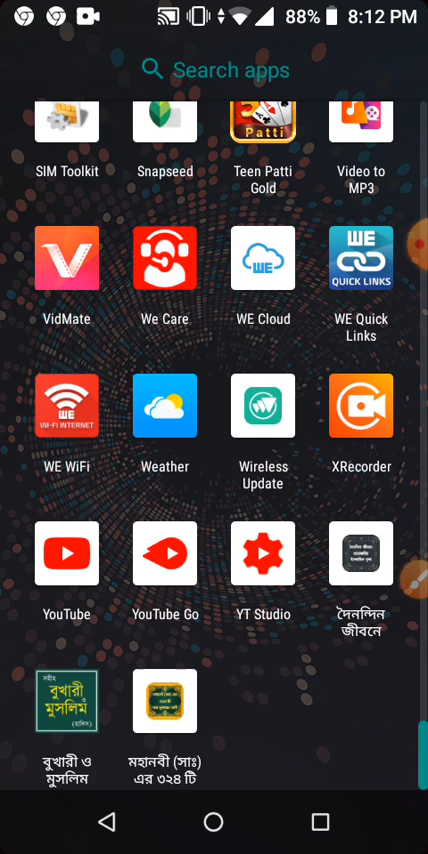 88% 8:12 PM
Search apps
Patti
SIM Toolkit
Snapseed
Teen Patti
Gold
Video to
MP3
WE
WE
QUICK LINKS
VidMate
We Care
WE Cloud
WE Quick
Links
WE
WI-FI INTERNET
WE WiFi
Weather
Wireless
Update
XRecorder
YouTube
YouTube Go
YT Studio
দৈনন্দিন
জীবনে
সহীহ
বুখারী ও
মুসলিম
(হাদিস)
বুখারী ও
মুসলিম
মহানবী (সাঃ)
এর ৩২৪ টি